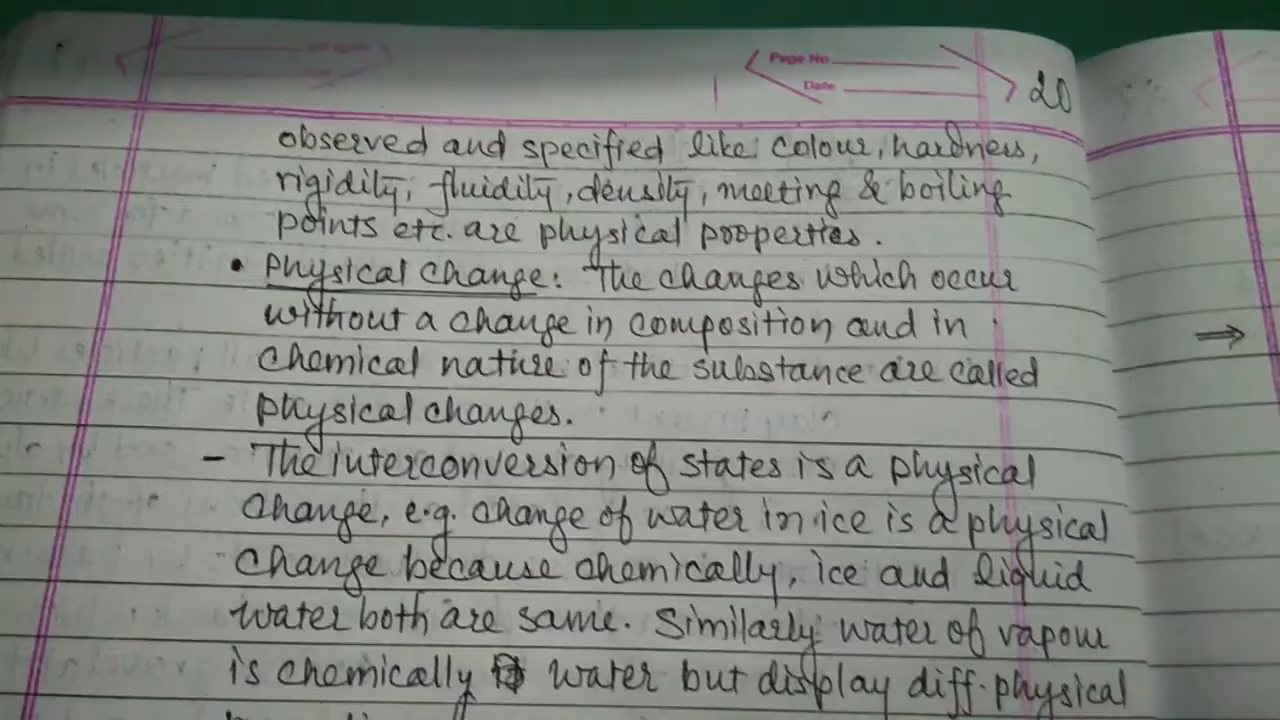 Page No
Date
20
observed and specified like colour, hardness,
rigidity, fluidity, density, meeting & boiling
points etc. are physical properties.
• Physical change: The changes which occur
without a change in composition and in
chemical nature of the substance are called
physical changes.
- The interconversion of states is a physical
change, e.g. change of water in ice is a physical
change because chemically, ice and liquid
water both are same. Similarly water of vapour
is chemically water but display diff. physical
⇒